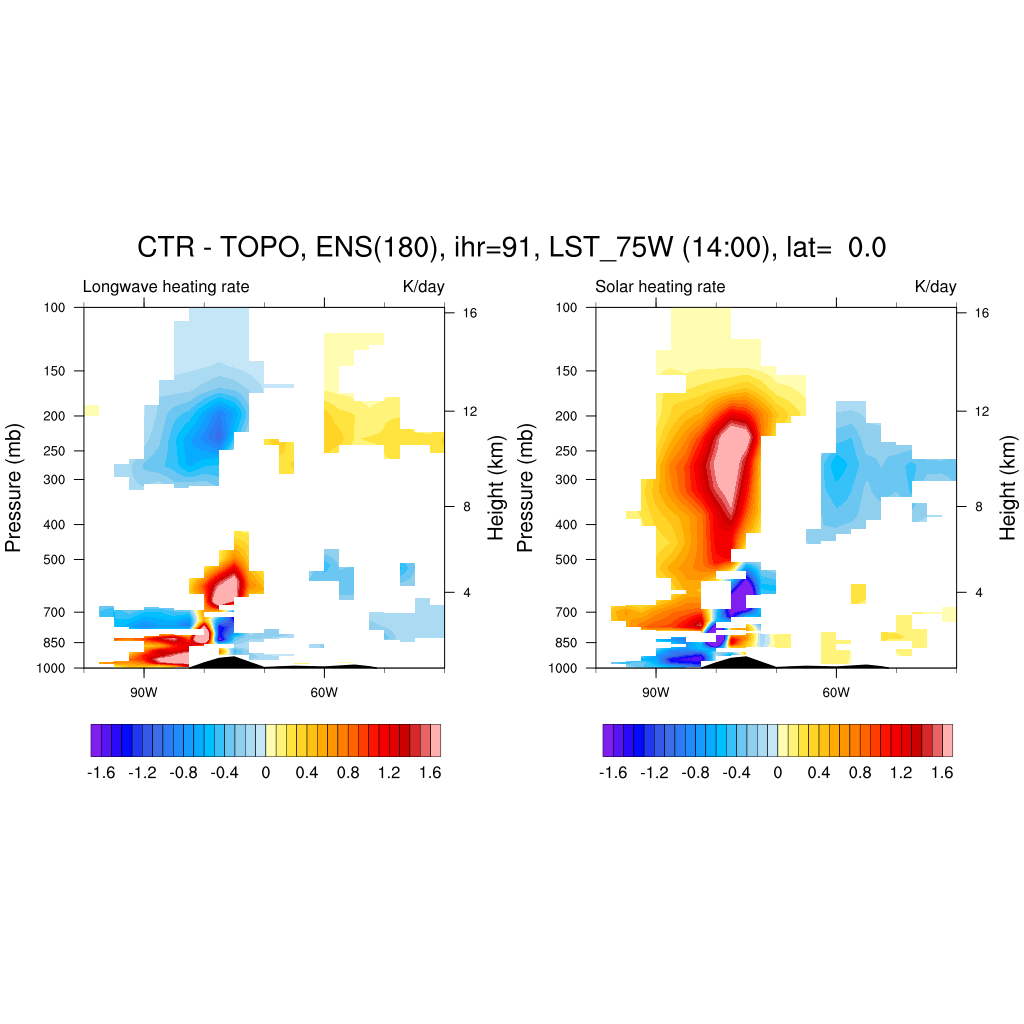 CTR - TOPO, ENS(180), ihr=91, LST_75W (14:00), lat=  0.0
Longwave heating rate K/day
100
150
200
250
300
400
500
700
850
1000
Pressure (mb)
16
12
8
4
Height (km)
90W 60W
-1.6 -1.2 -0.8 -0.4 0 0.4 0.8 1.2 1.6
Solar heating rate K/day
100
150
200
250
300
400
500
700
850
1000
Pressure (mb)
16
12
8
4
Height (km)
90W 60W
-1.6 -1.2 -0.8 -0.4 0 0.4 0.8 1.2 1.6